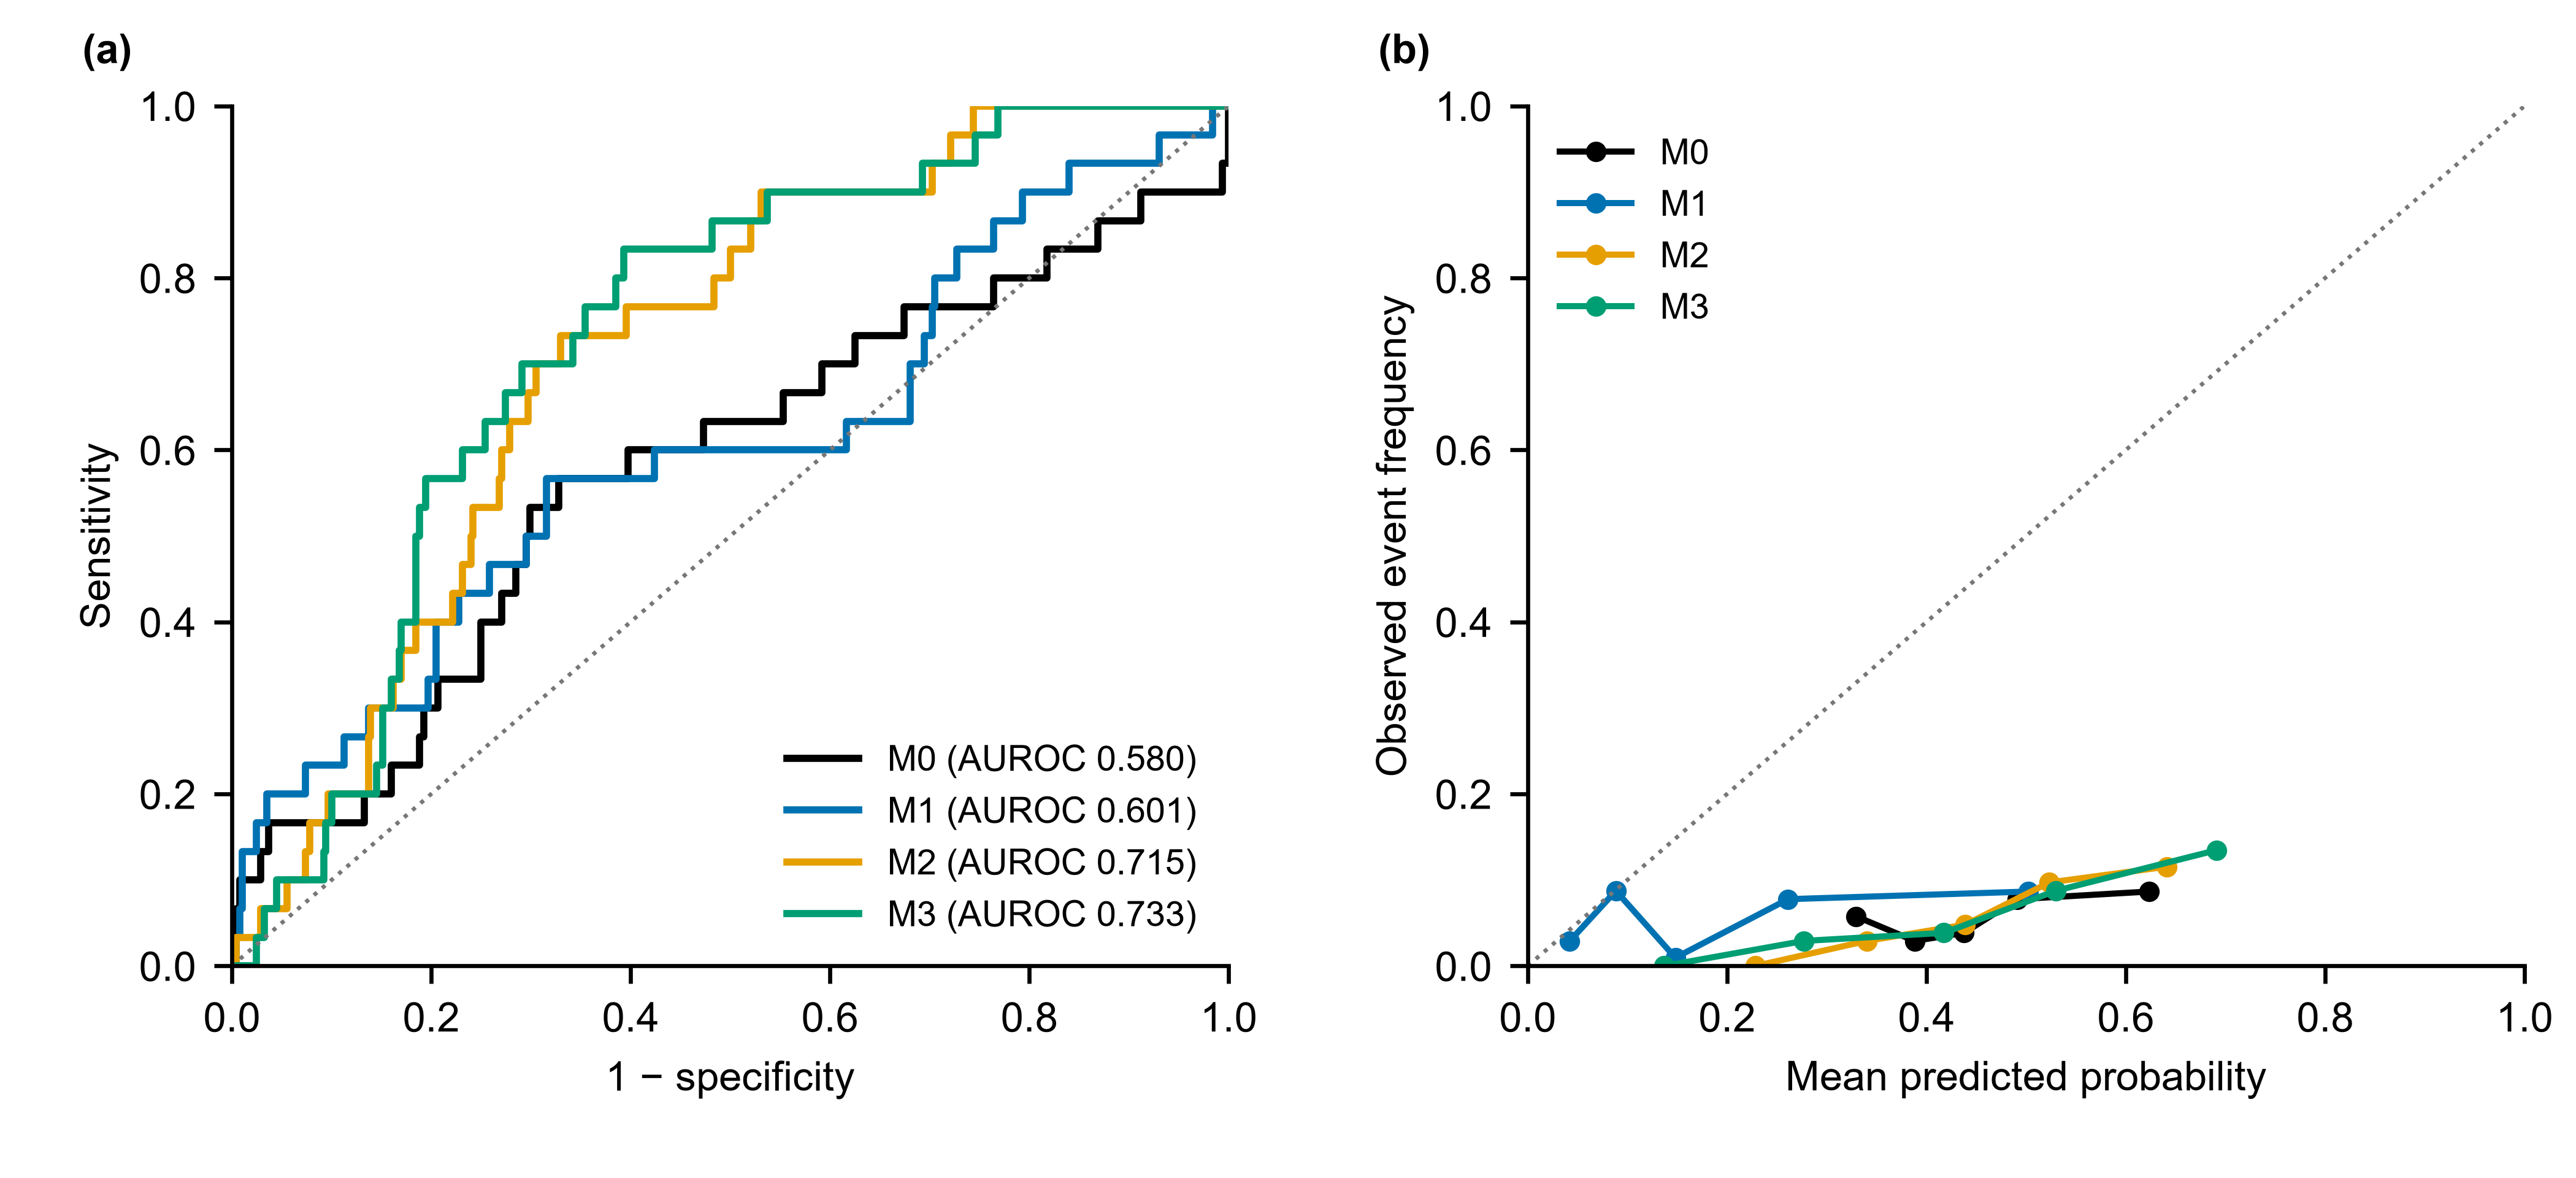 (a)
1.0
0.8
0.6
0.4
0.2
0.0
Sensitivity
M0 (AUROC 0.580)
M1 (AUROC 0.601)
M2 (AUROC 0.715)
M3 (AUROC 0.733)
0.0 0.2 0.4 0.6 0.8 1.0
1 − specificity
(b)
1.0
0.8
0.6
0.4
0.2
0.0
Observed event frequency
M0
M1
M2
M3
0.0 0.2 0.4 0.6 0.8 1.0
Mean predicted probability